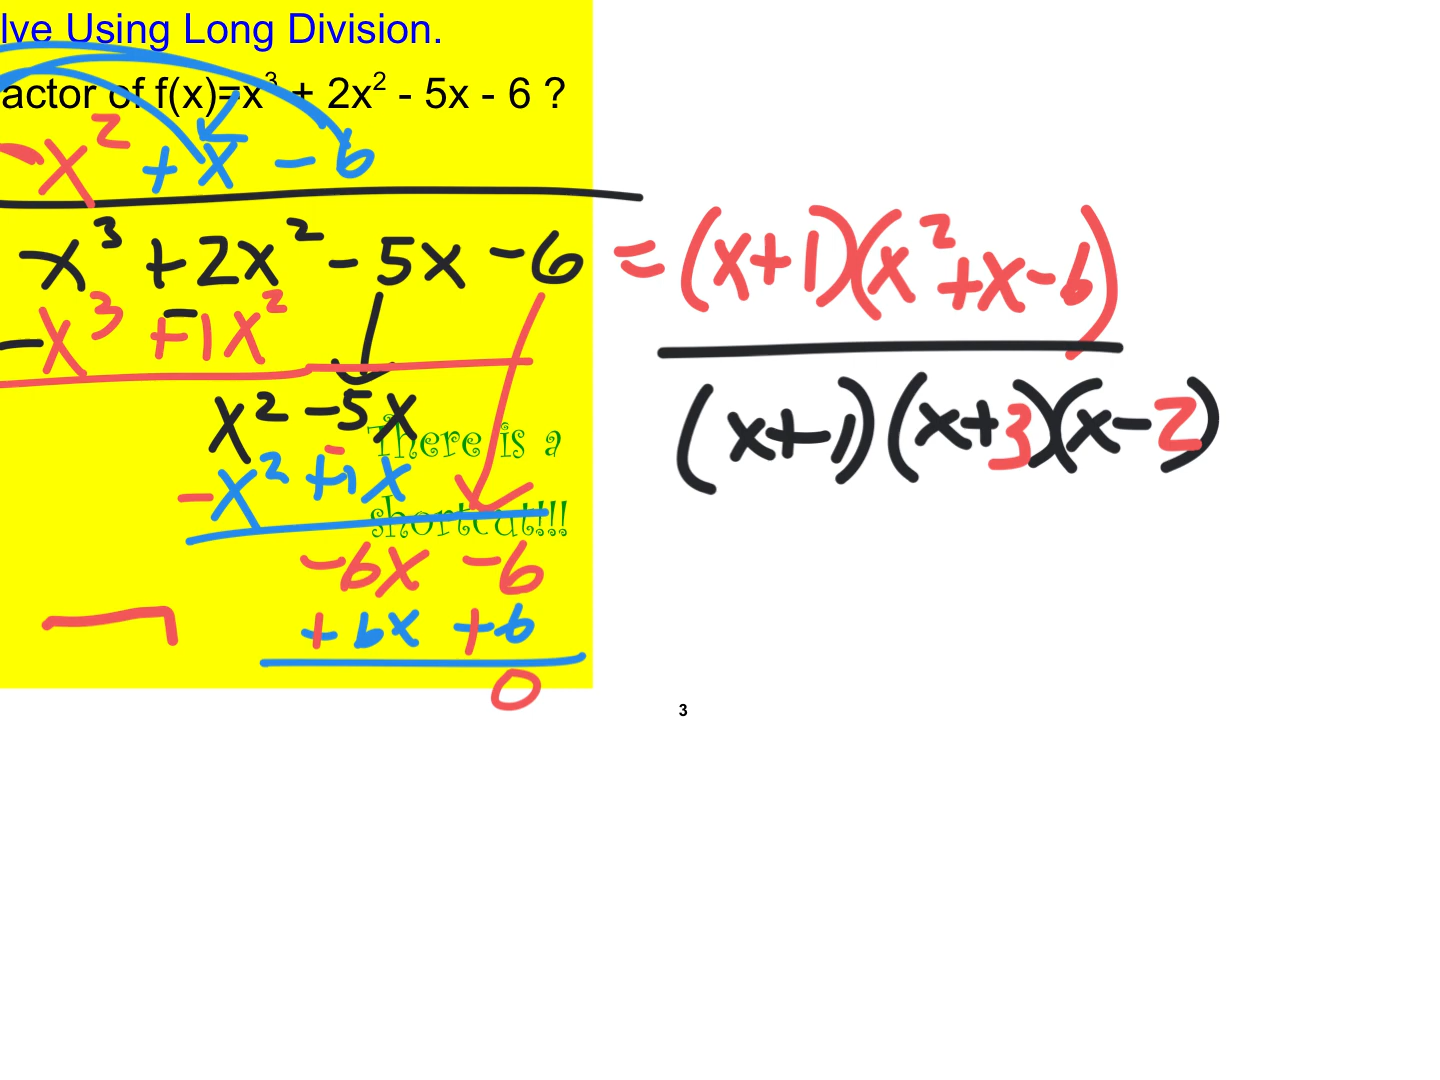 lve Using Long Division.
actor of f(x)=x³ + 2x² - 5x - 6 ?
x² + x - 6
x³ + 2x² - 5x - 6 = (x+1)(x²+x-6)
-x³ + 1x²
(x+1)(x+3)(x-2)
x² - 5x
There is a
-x² + 1x
shortcut!!!
-6x - 6
+6x + 6
0
3